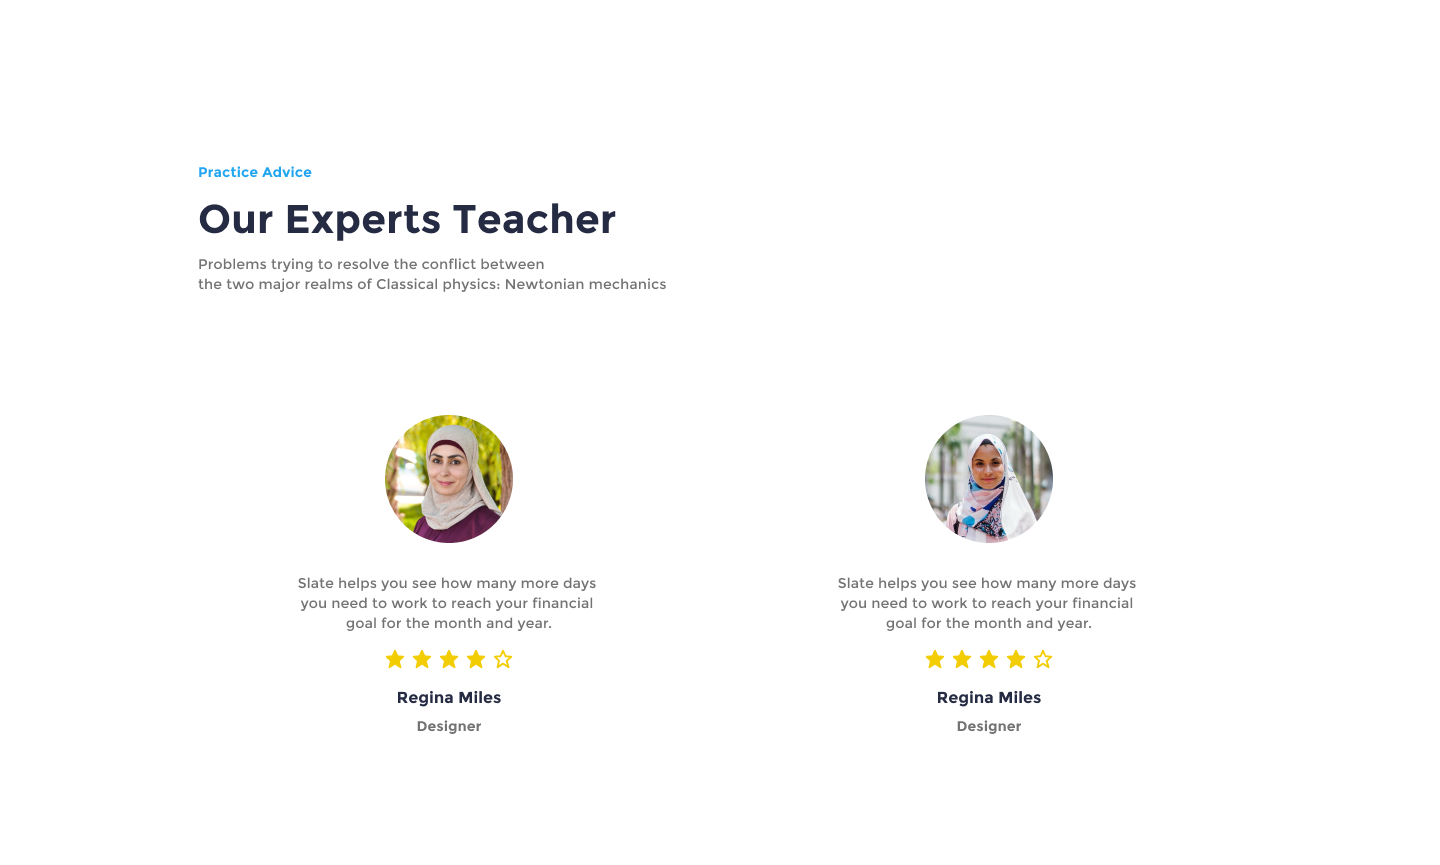 Practice Advice
Our Experts Teacher
Problems trying to resolve the conflict between
the two major realms of Classical physics: Newtonian mechanics
Slate helps you see how many more days
you need to work to reach your financial
goal for the month and year.
Regina Miles
Designer
Slate helps you see how many more days
you need to work to reach your financial
goal for the month and year.
Regina Miles
Designer